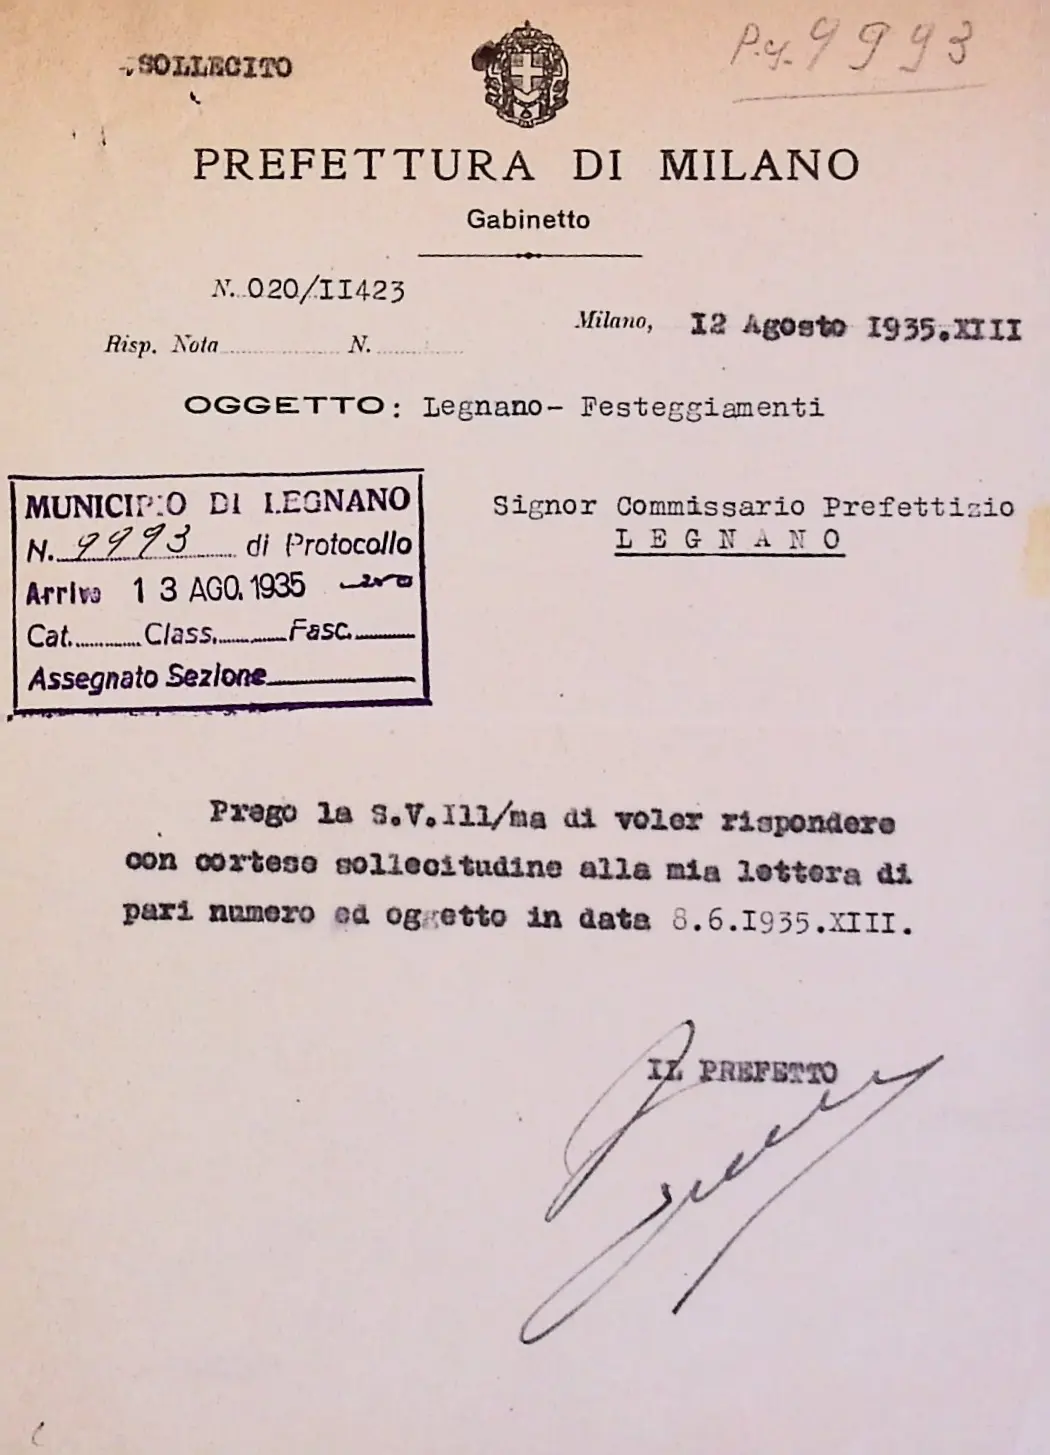 SOLLECITO
P.g. 9993
PREFETTURA DI MILANO
Gabinetto
N. 020/II423
Milano, I2 Agosto I935.XIII
Risp. Nota N.
OGGETTO: Legnano- Festeggiamenti
MUNICIPIO DI LEGNANO
N. 9993 di Protocollo
Arrivo 13 AGO. 1935
Cat. Class. Fasc.
Assegnato Sezione
Signor Commissario Prefettizio
LEGNANO
Prego la S.V.Ill/ma di voler rispondere
con cortese sollecitudine alla mia lettera di
pari numero ed oggetto in data 8.6.I935.XIII.
IL PREFETTO